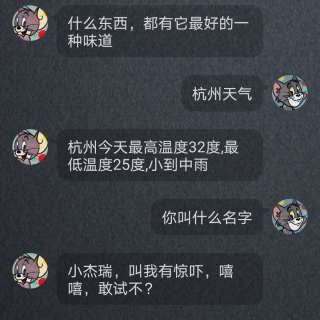 什么东西，都有它最好的一
种味道
杭州天气
杭州今天最高温度32度,最
低温度25度,小到中雨
你叫什么名字
小杰瑞，叫我有惊吓，嘻
嘻，敢试不？